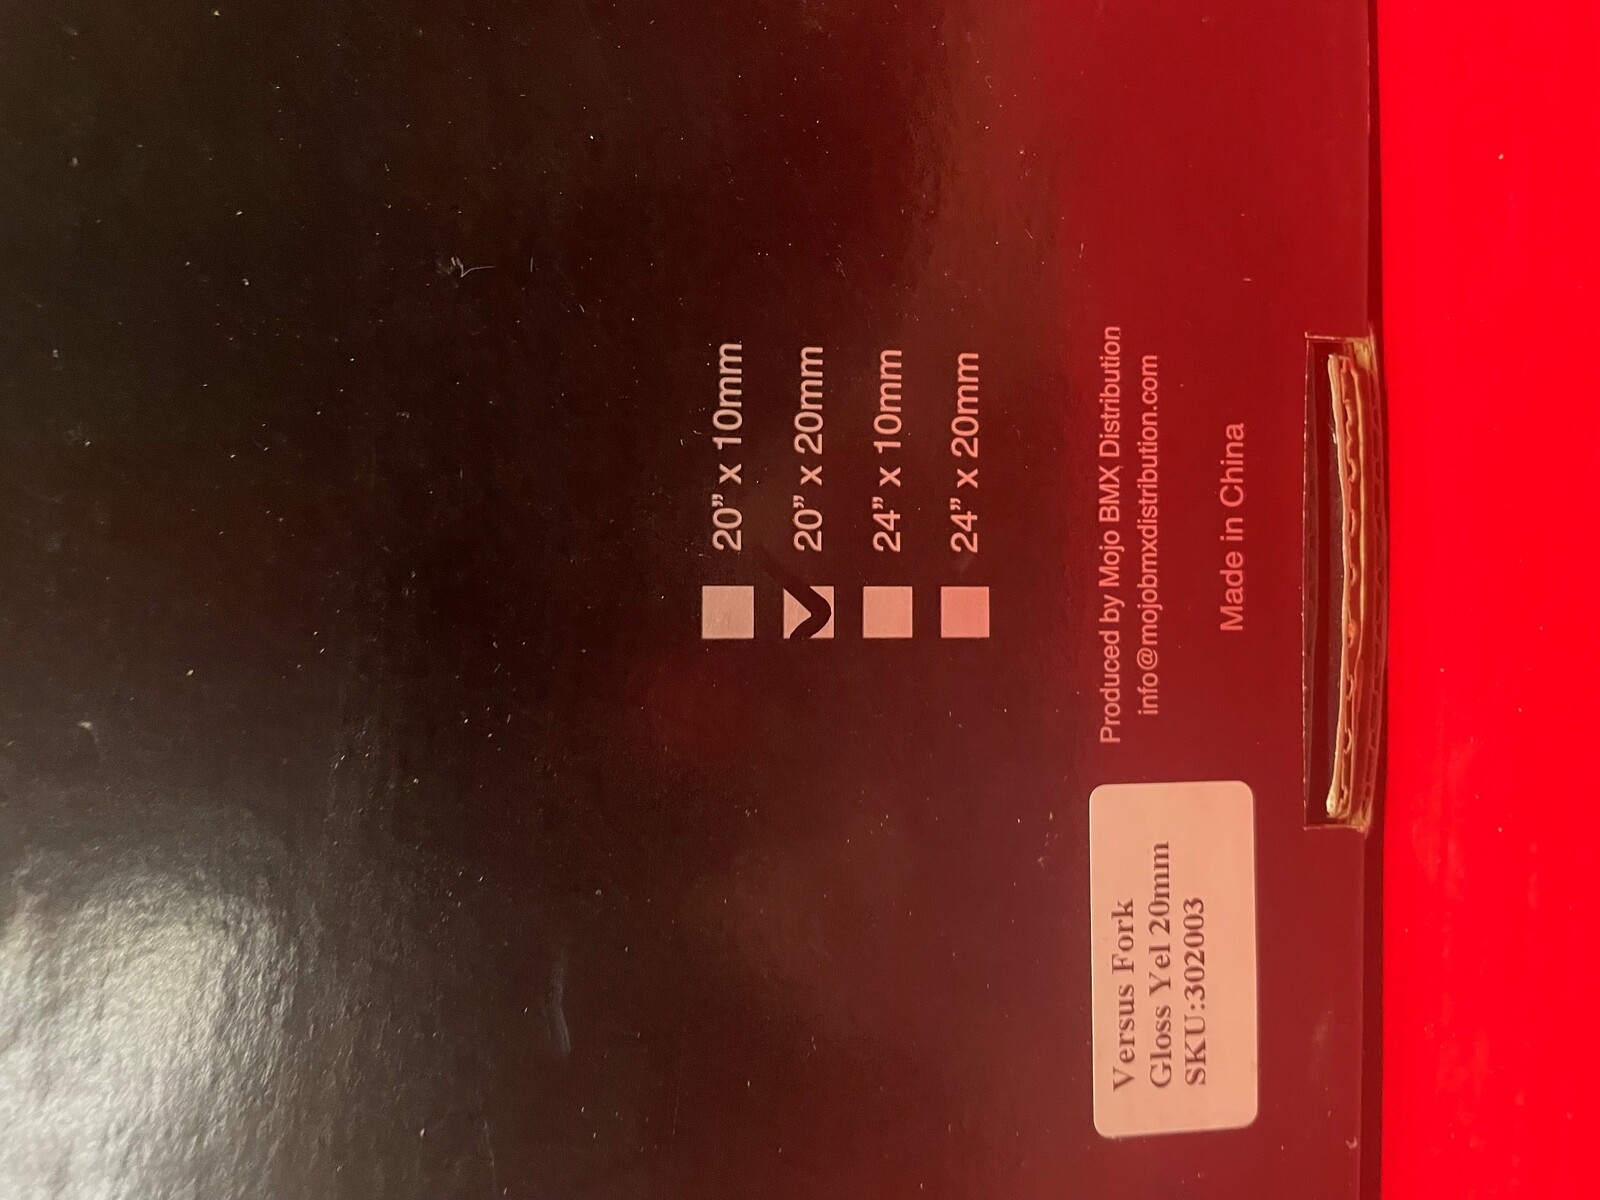 20” x 10mm
20” x 20mm
24” x 10mm
24” x 20mm
Produced by Mojo BMX Distribution
info@mojobmxdistribution.com
Made in China
Versus Fork
Gloss Yel 20mm
SKU:302003